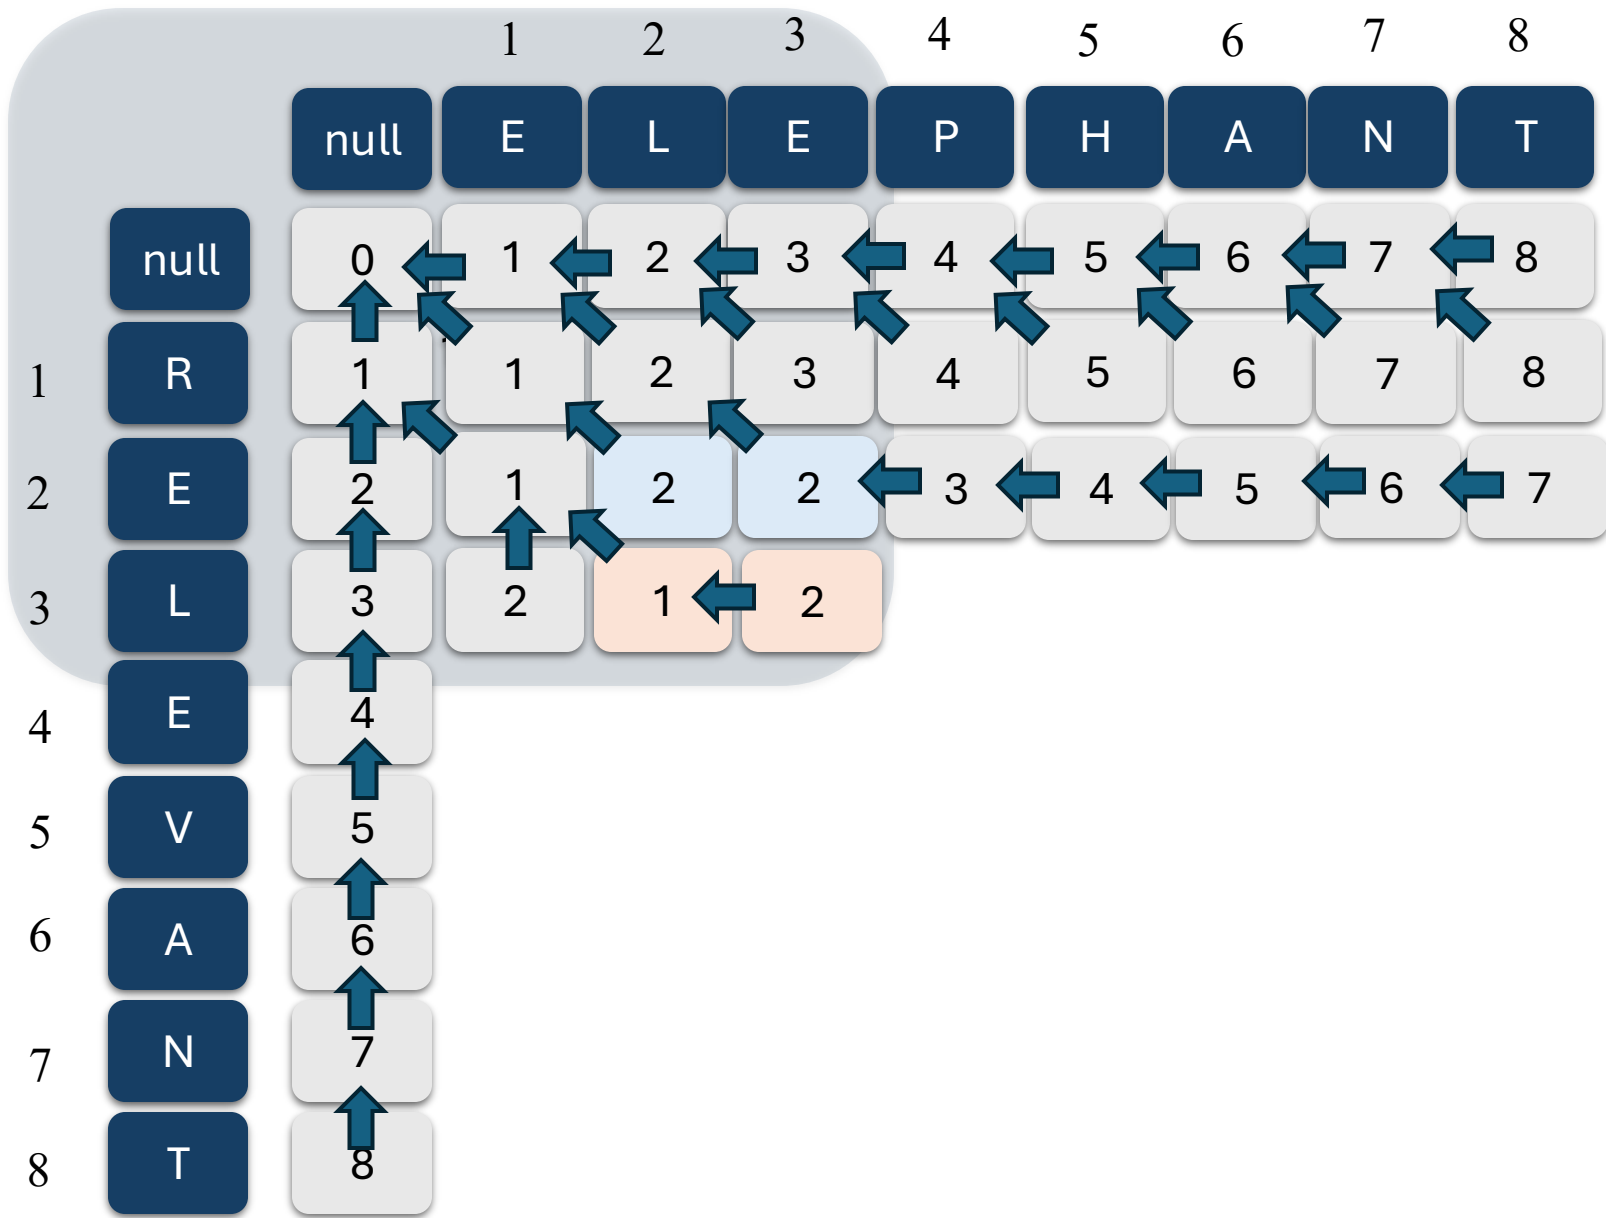 1 2 3 4 5 6 7 8
null E L E P H A N T
null 0 1 2 3 4 5 6 7 8
1 R 1 1 2 3 4 5 6 7 8
2 E 2 1 2 2 3 4 5 6 7
3 L 3 2 1 2
4 E 4
5 V 5
6 A 6
7 N 7
8 T 8